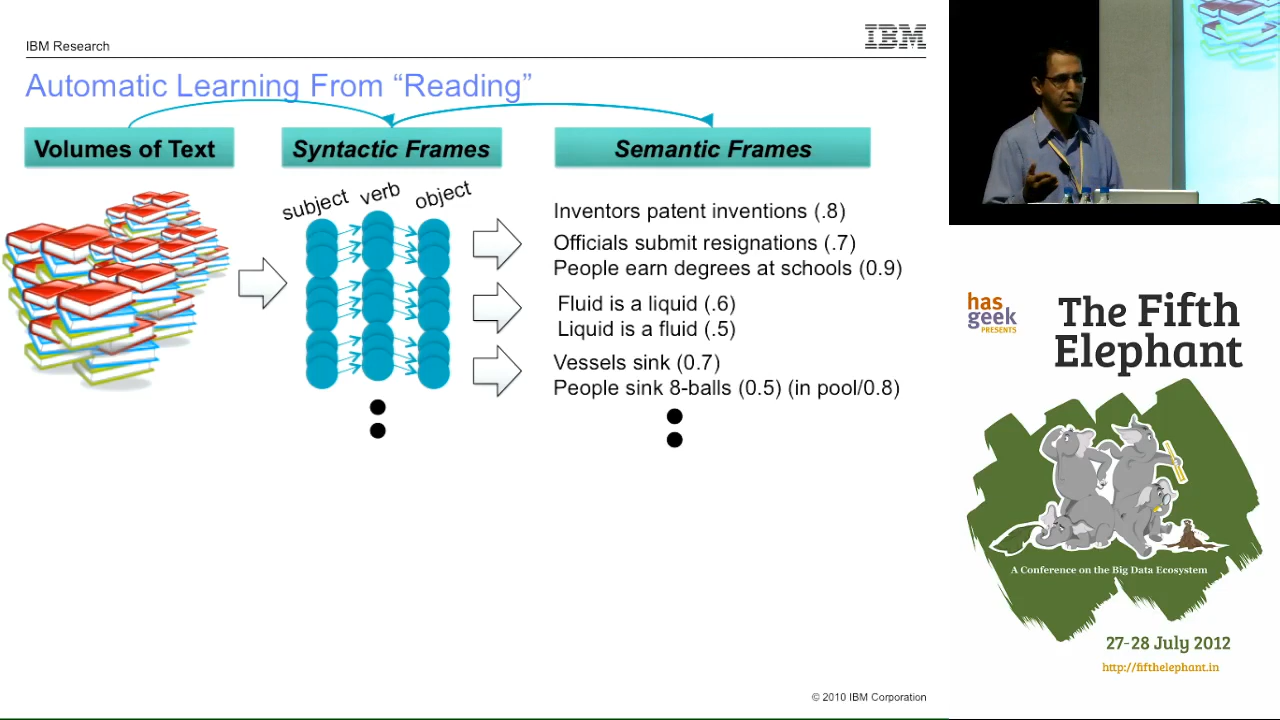 IBM Research
IBM
Automatic Learning From “Reading”
Volumes of Text
Syntactic Frames
Semantic Frames
subject verb object
Inventors patent inventions (.8)
Officials submit resignations (.7)
People earn degrees at schools (0.9)
Fluid is a liquid (.6)
Liquid is a fluid (.5)
Vessels sink (0.7)
People sink 8-balls (0.5) (in pool/0.8)
© 2010 IBM Corporation
has
geek
PRESENTS
The Fifth
Elephant
A Conference on the Big Data Ecosystem
27-28 July 2012
http://fifthelephant.in